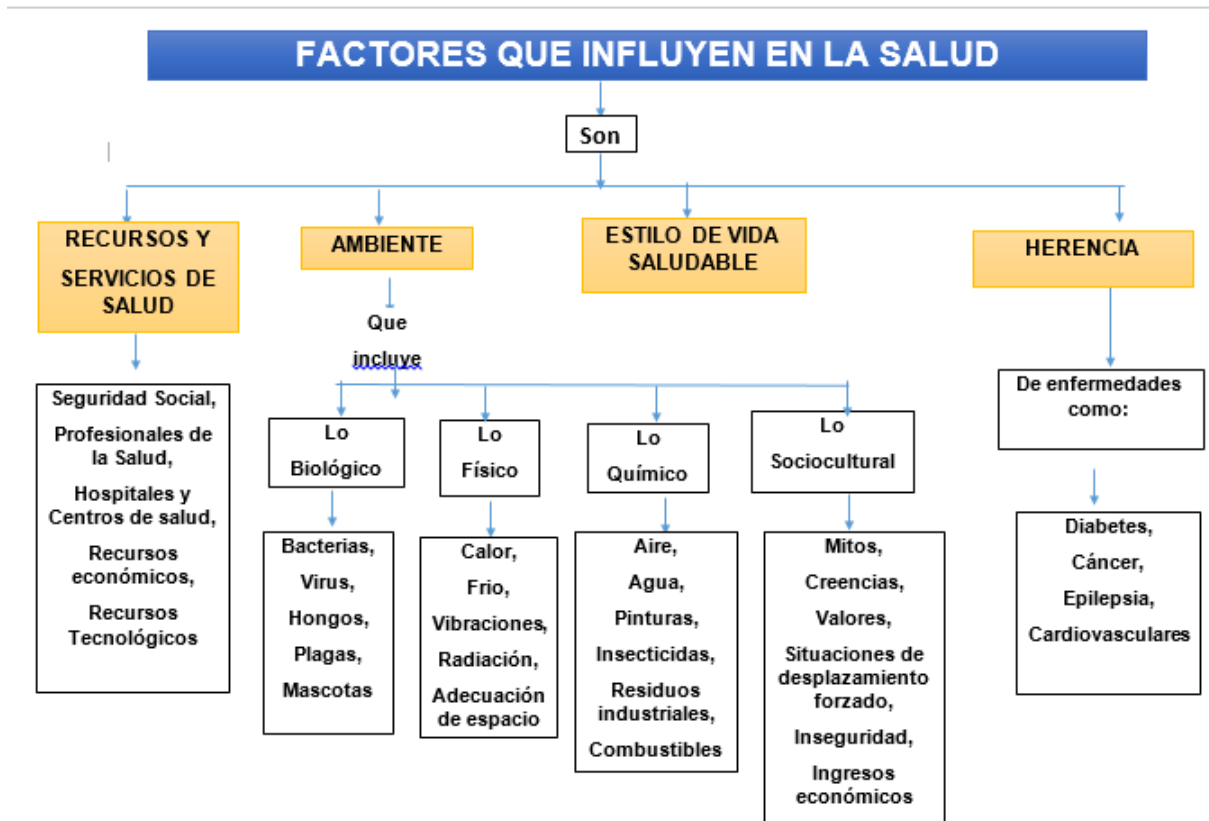 FACTORES QUE INFLUYEN EN LA SALUD
Son
RECURSOS Y
SERVICIOS DE
SALUD
AMBIENTE
ESTILO DE VIDA
SALUDABLE
HERENCIA
Que
incluye
Seguridad Social,
Profesionales de
la Salud,
Hospitales y
Centros de salud,
Recursos
económicos,
Recursos
Tecnológicos
Lo
Biológico
Lo
Físico
Lo
Químico
Lo
Sociocultural
De enfermedades
como:
Bacterias,
Virus,
Hongos,
Plagas,
Mascotas
Calor,
Frio,
Vibraciones,
Radiación,
Adecuación
de espacio
Aire,
Agua,
Pinturas,
Insecticidas,
Residuos
industriales,
Combustibles
Mitos,
Creencias,
Valores,
Situaciones de
desplazamiento
forzado,
Inseguridad,
Ingresos
económicos
Diabetes,
Cáncer,
Epilepsia,
Cardiovasculares